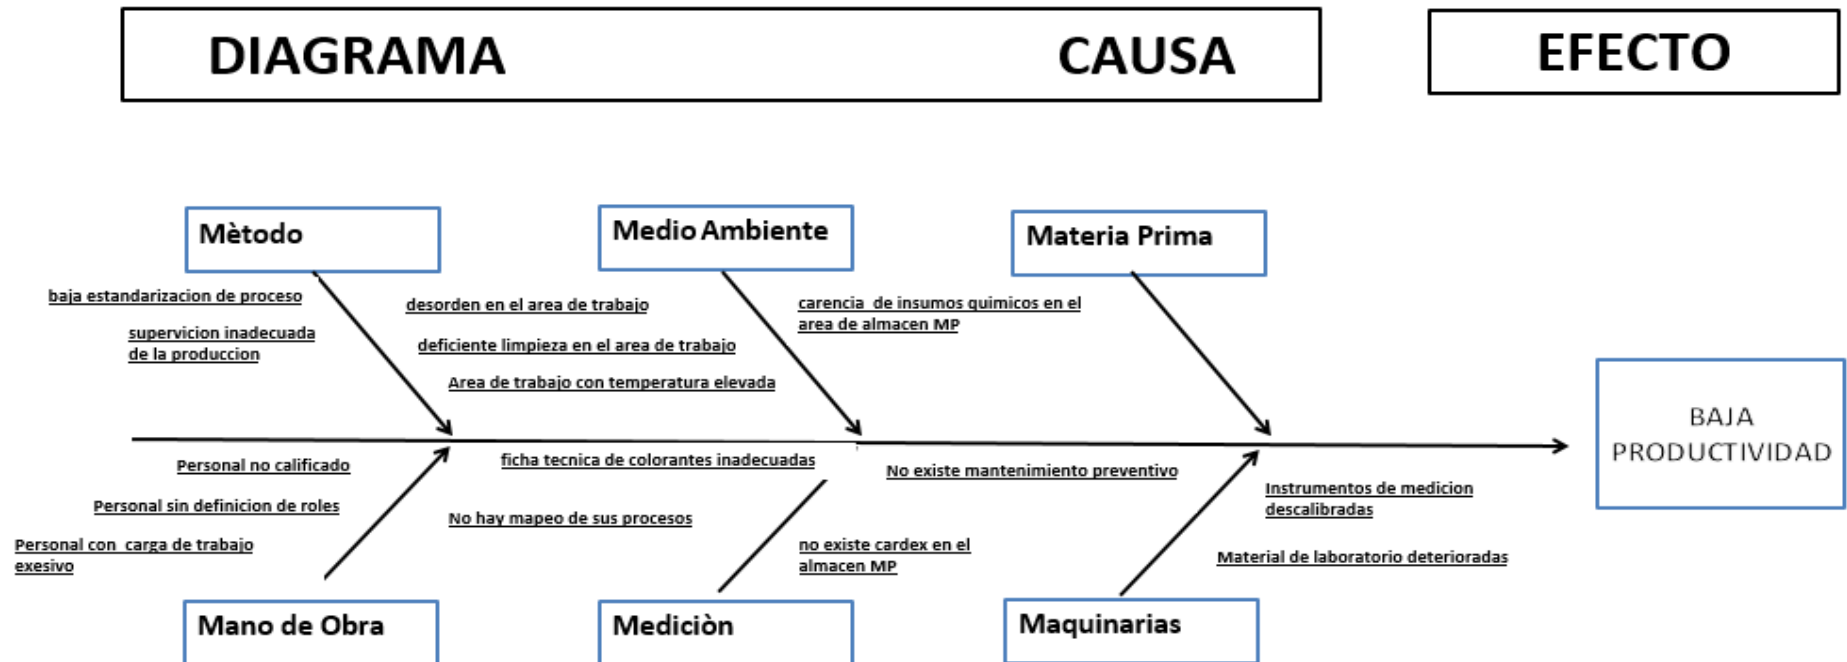 DIAGRAMA CAUSA
EFECTO
Mètodo
Medio Ambiente
Materia Prima
baja estandarizacion de proceso
supervicion inadecuada
de la produccion
desorden en el area de trabajo
deficiente limpieza en el area de trabajo
Area de trabajo con temperatura elevada
carencia de insumos quimicos en el
area de almacen MP
BAJA
PRODUCTIVIDAD
Personal no calificado
Personal sin definicion de roles
Personal con carga de trabajo
exesivo
ficha tecnica de colorantes inadecuadas
No hay mapeo de sus procesos
No existe mantenimiento preventivo
no existe cardex en el
almacen MP
Instrumentos de medicion
descalibradas
Material de laboratorio deterioradas
Mano de Obra
Mediciòn
Maquinarias